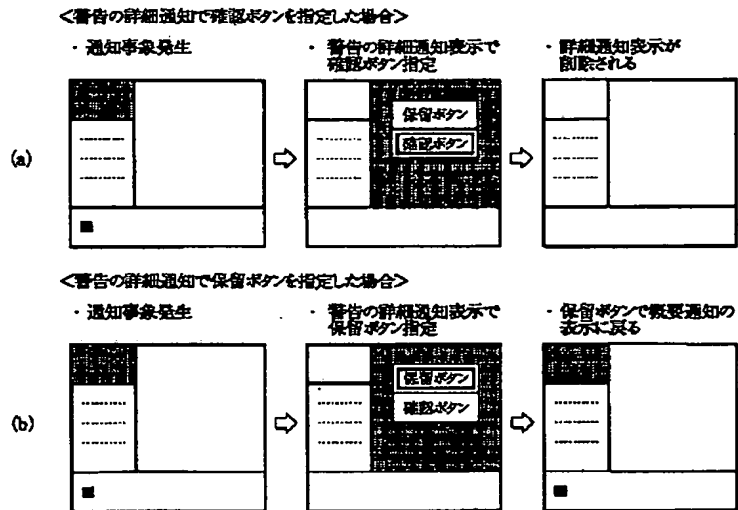 <警告の詳細通知で確認ボタンを指定した場合>
・ 通知事象発生
・ 警告の詳細通知表示で
確認ボタン指定
・ 詳細通知表示が
削除される
(a)
保留ボタン
確認ボタン
<警告の詳細通知で保留ボタンを指定した場合>
・ 通知事象発生
・ 警告の詳細通知表示で
保留ボタン指定
・ 保留ボタンで概要通知の
表示に戻る
(b)
保留ボタン
確認ボタン